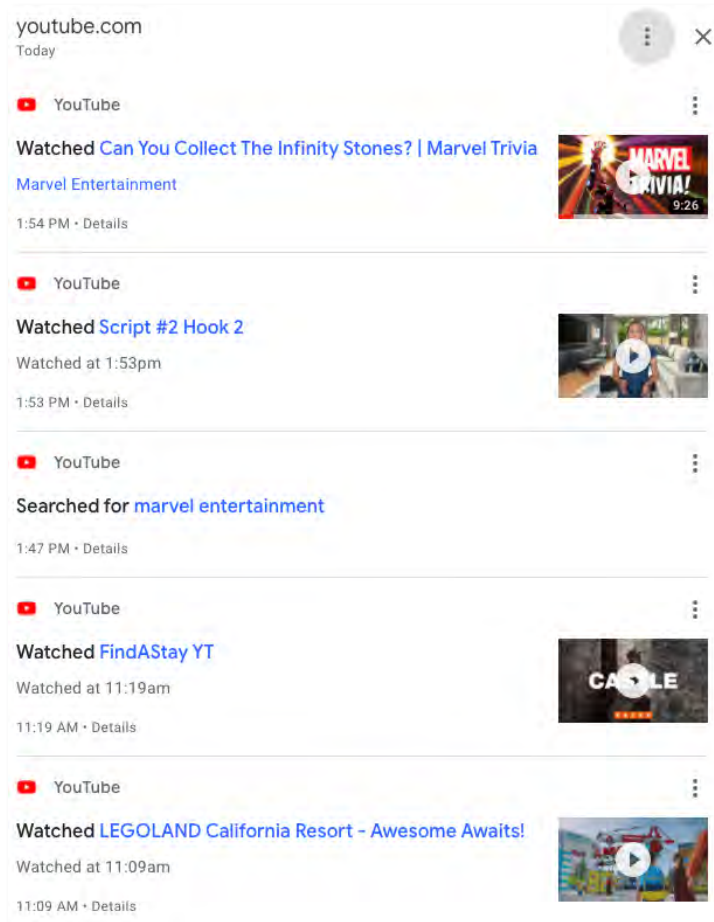 youtube.com
Today
YouTube
Watched Can You Collect The Infinity Stones? | Marvel Trivia
Marvel Entertainment
1:54 PM • Details
MARVEL
TRIVIA!
9:26
YouTube
Watched Script #2 Hook 2
Watched at 1:53pm
1:53 PM • Details
YouTube
Searched for marvel entertainment
1:47 PM • Details
YouTube
Watched FindAStay YT
Watched at 11:19am
11:19 AM • Details
YouTube
Watched LEGOLAND California Resort - Awesome Awaits!
Watched at 11:09am
11:09 AM • Details